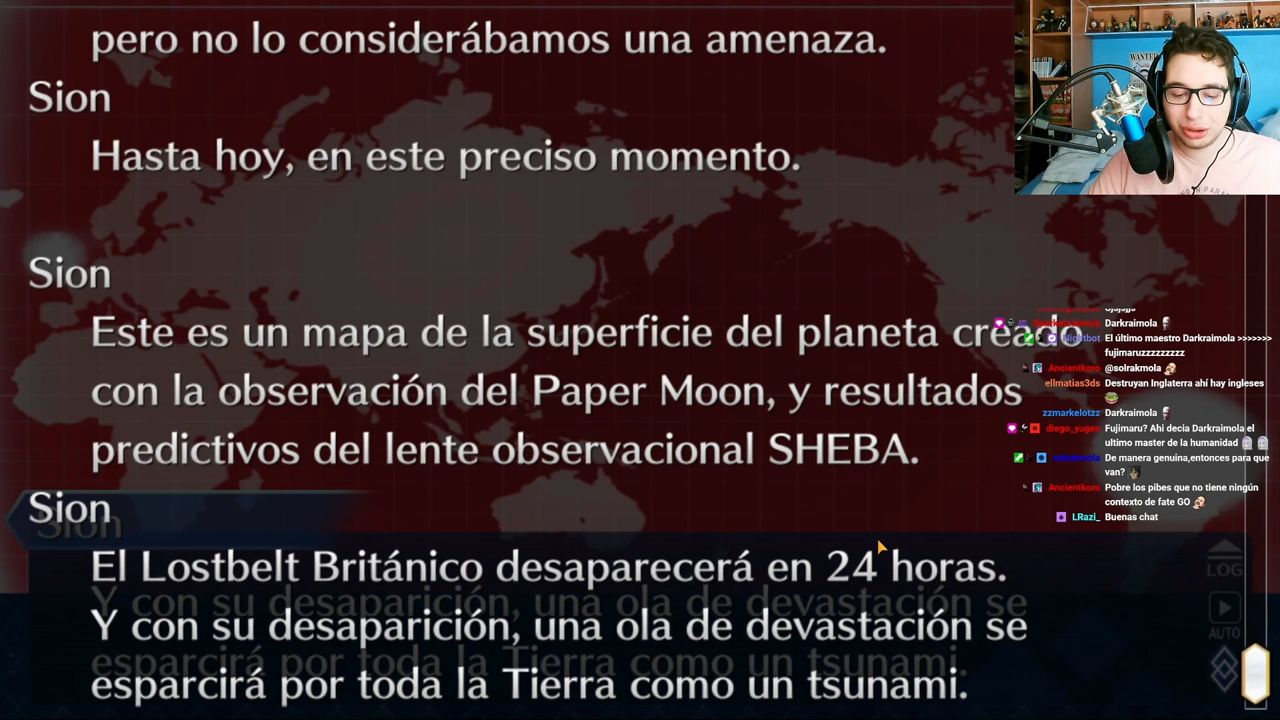 pero no lo considerábamos una amenaza.
Sion
Hasta hoy, en este preciso momento.
Sion
Este es un mapa de la superficie del planeta creado
con la observación del Paper Moon, y resultados
predictivos del lente observacional SHEBA.
Sion
El Lostbelt Británico desaparecerá en 24 horas.
Y con su desaparición, una ola de devastación se
esparcirá por toda la Tierra como un tsunami.
Darkraimola
Nightbot El último maestro Darkraimola >>>>>>>
fujimaruzzzzzzzzz
Ancientkoro @solrakmola
ellmatias3ds Destruyan Inglaterra ahí hay ingleses
zzmarkelotzz Darkraimola
diego_yuger Fujimaru? Ahi decia Darkraimola el
ultimo master de la humanidad
De manera genuina,entonces para que
van?
Ancientkoro Pobre los pibes que no tiene ningún
contexto de fate GO
LRazi_ Buenas chat
LOG
AUTO
WANTED